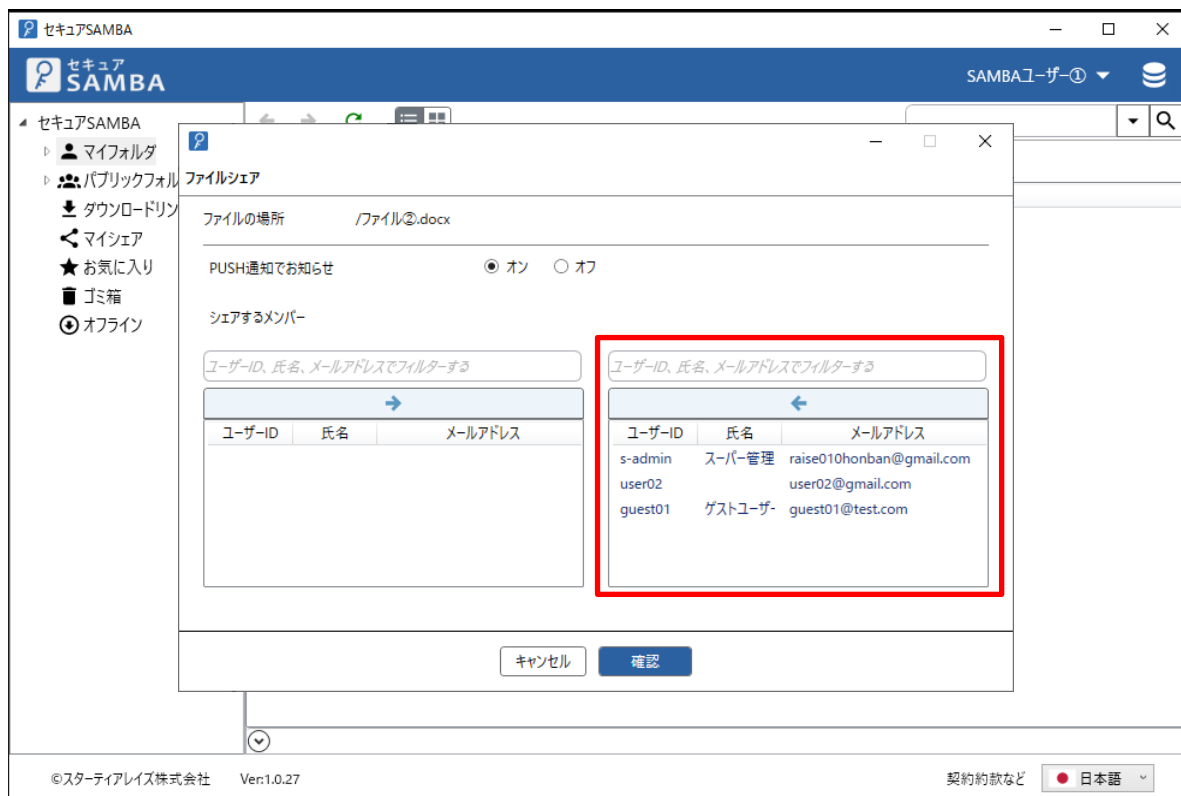 セキュアSAMBA
セキュア
SAMBA
SAMBAユーザー①
セキュアSAMBA
マイフォルダ
パブリックフォル
ダウンロードリン
マイシェア
お気に入り
ゴミ箱
オフライン
ファイルシェア
ファイルの場所 /ファイル②.docx
PUSH通知でお知らせ オン オフ
シェアするメンバー
ユーザーID、氏名、メールアドレスでフィルターする
ユーザーID 氏名 メールアドレス
ユーザーID、氏名、メールアドレスでフィルターする
ユーザーID 氏名 メールアドレス
s-admin スーパー管理 raise010honban@gmail.com
user02 user02@gmail.com
guest01 ゲストユーザー guest01@test.com
キャンセル 確認
©スターティアレイズ株式会社 Ver:1.0.27 契約約款など 日本語